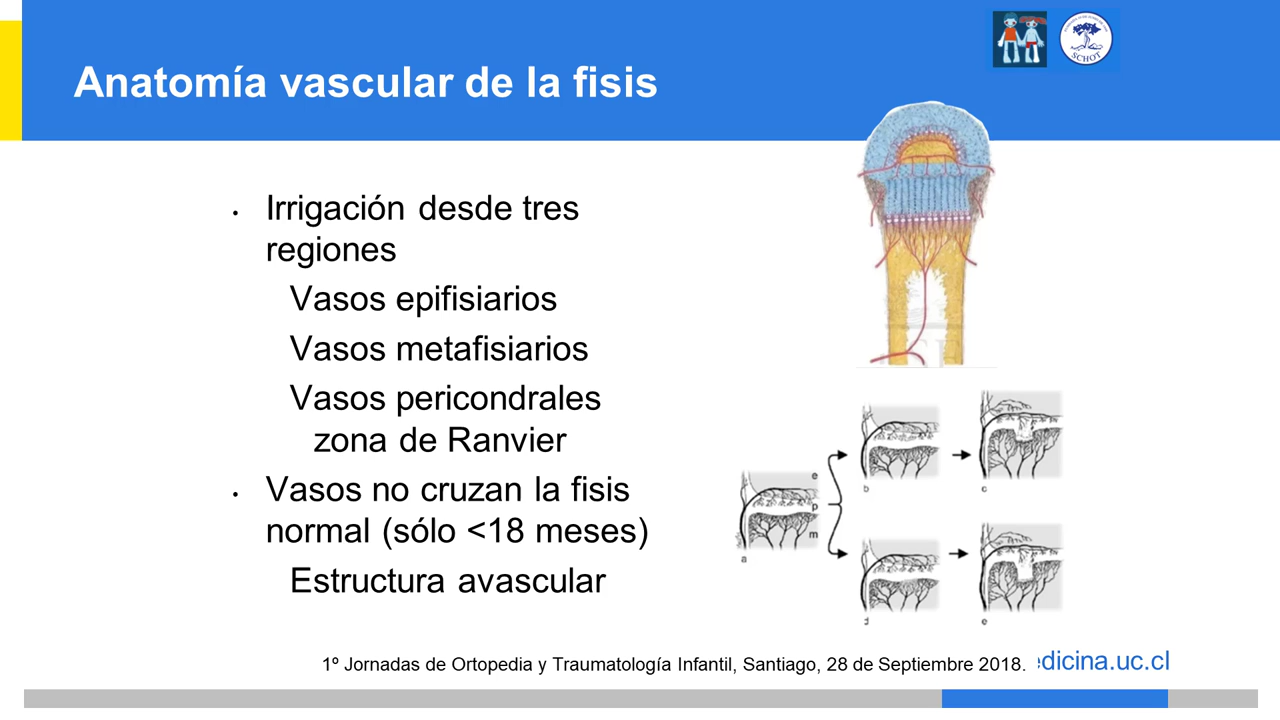 Anatomía vascular de la fisis
SCHOT
• Irrigación desde tres
regiones
Vasos epifisiarios
Vasos metafisiarios
Vasos pericondrales
zona de Ranvier
• Vasos no cruzan la fisis
normal (sólo <18 meses)
Estructura avascular
e
p
m
a
b
c
d
e
1º Jornadas de Ortopedia y Traumatología Infantil, Santiago, 28 de Septiembre 2018.
edicina.uc.cl